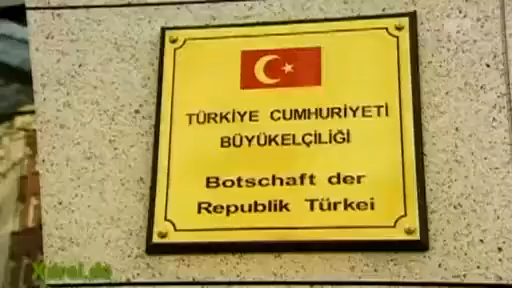 TÜRKİYE CUMHURİYETİ
BÜYÜKELÇİLİĞİ
Botschaft der
Republik Türkei